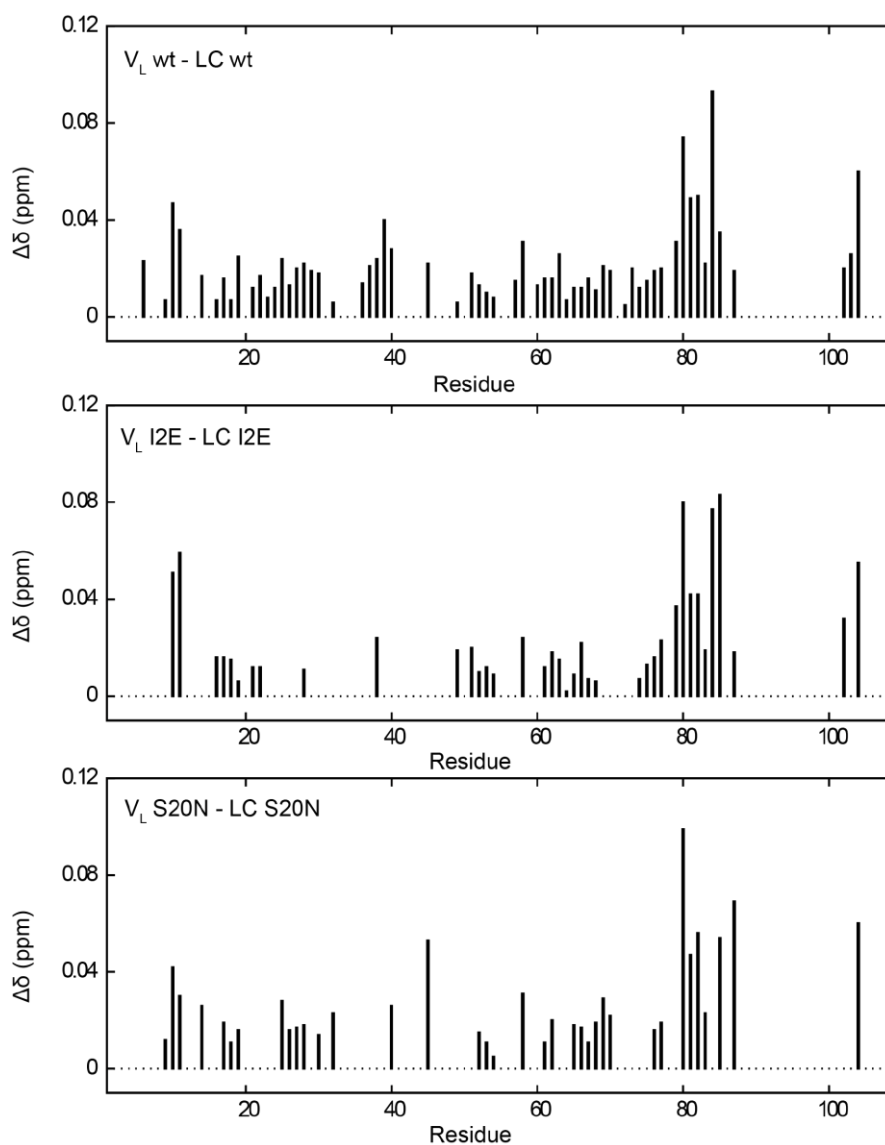 0.12
V_L wt - LC wt
0.08
Δδ (ppm)
0.04
0
20 40 60 80 100
Residue
0.12
V_L I2E - LC I2E
0.08
Δδ (ppm)
0.04
0
20 40 60 80 100
Residue
0.12
V_L S20N - LC S20N
0.08
Δδ (ppm)
0.04
0
20 40 60 80 100
Residue